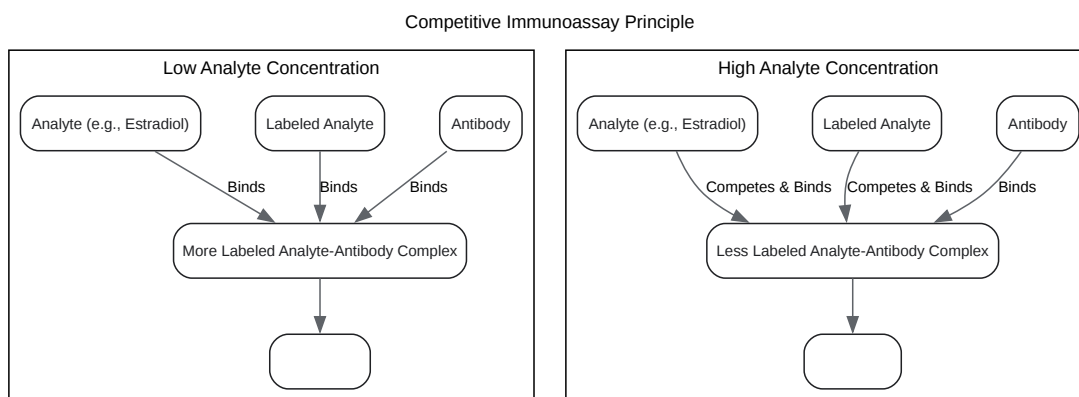 Competitive Immunoassay Principle
Low Analyte Concentration
Analyte (e.g., Estradiol)
Labeled Analyte
Antibody
Binds
Binds
Binds
More Labeled Analyte-Antibody Complex
High Analyte Concentration
Analyte (e.g., Estradiol)
Labeled Analyte
Antibody
Competes & Binds
Competes & Binds
Binds
Less Labeled Analyte-Antibody Complex